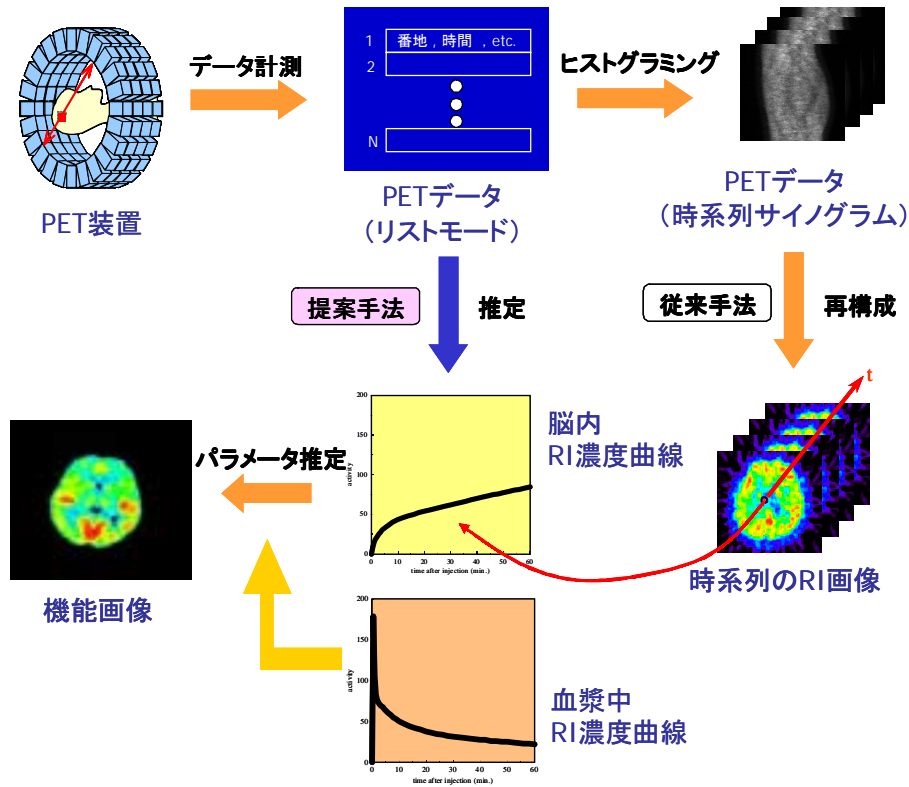 データ計測
1
番地 , 時間 , etc.
2
N
ヒストグラミング
PET装置
PETデータ
(リストモード)
PETデータ
(時系列サイノグラム)
提案手法
推定
従来手法
再構成
t
パラメータ推定
200
150
100
50
0
activity
0
10
20
30
40
50
60
time after injection (min.)
脳内
RI濃度曲線
機能画像
時系列のRI画像
200
150
100
50
0
activity
0
10
20
30
40
50
60
time after injection (min.)
血漿中
RI濃度曲線